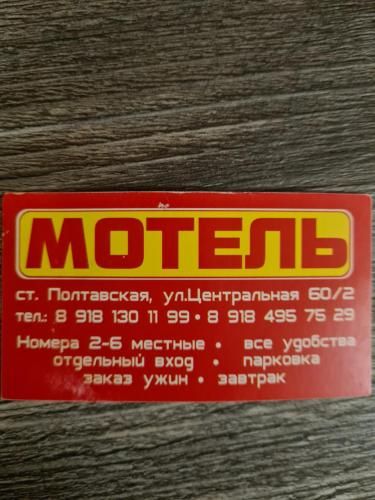 МОТЕЛЬ
ст. Полтавская, ул.Центральная 60/2
тел.: 8 918 130 11 99 • 8 918 495 75 29
Номера 2-6 местные • все удобства
отдельный вход • парковка
заказ ужин • завтрак